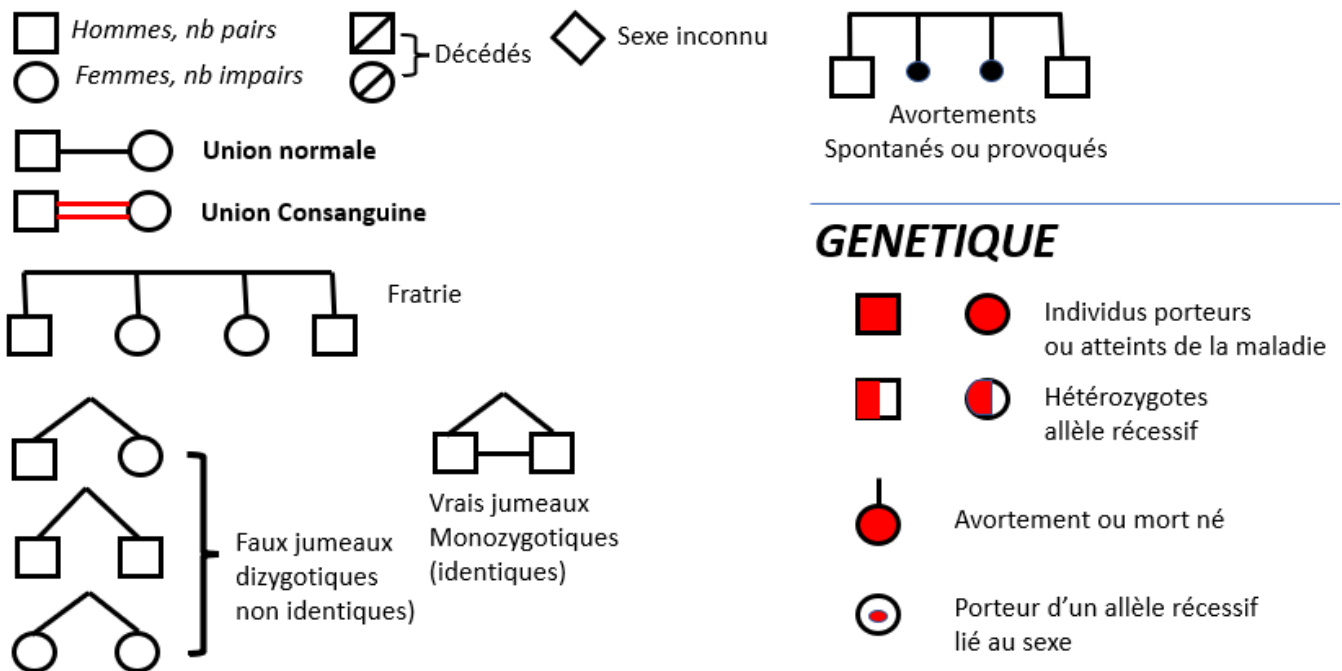 Hommes, nb pairs
Femmes, nb impairs
Décédés
Sexe inconnu
Union normale
Union Consanguine
Fratrie
Faux jumeaux
dizygotiques
non identiques)
Vrais jumeaux
Monozygotiques
(identiques)
Avortements
Spontanés ou provoqués
GENETIQUE
Individus porteurs
ou atteints de la maladie
Hétérozygotes
allèle récessif
Avortement ou mort né
Porteur d'un allèle récessif
lié au sexe